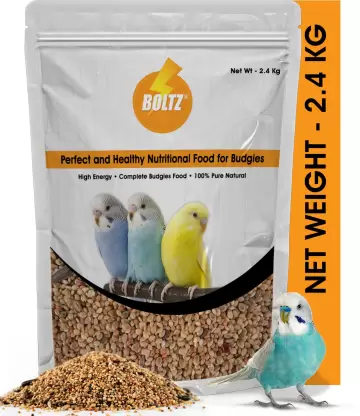 BOLTZ
Net Wt - 2.4 Kg
Perfect and Healthy Nutritional Food for Budgies
High Energy • Complete Budgies Food • 100% Pure Natural
NET WEIGHT - 2.4 KG